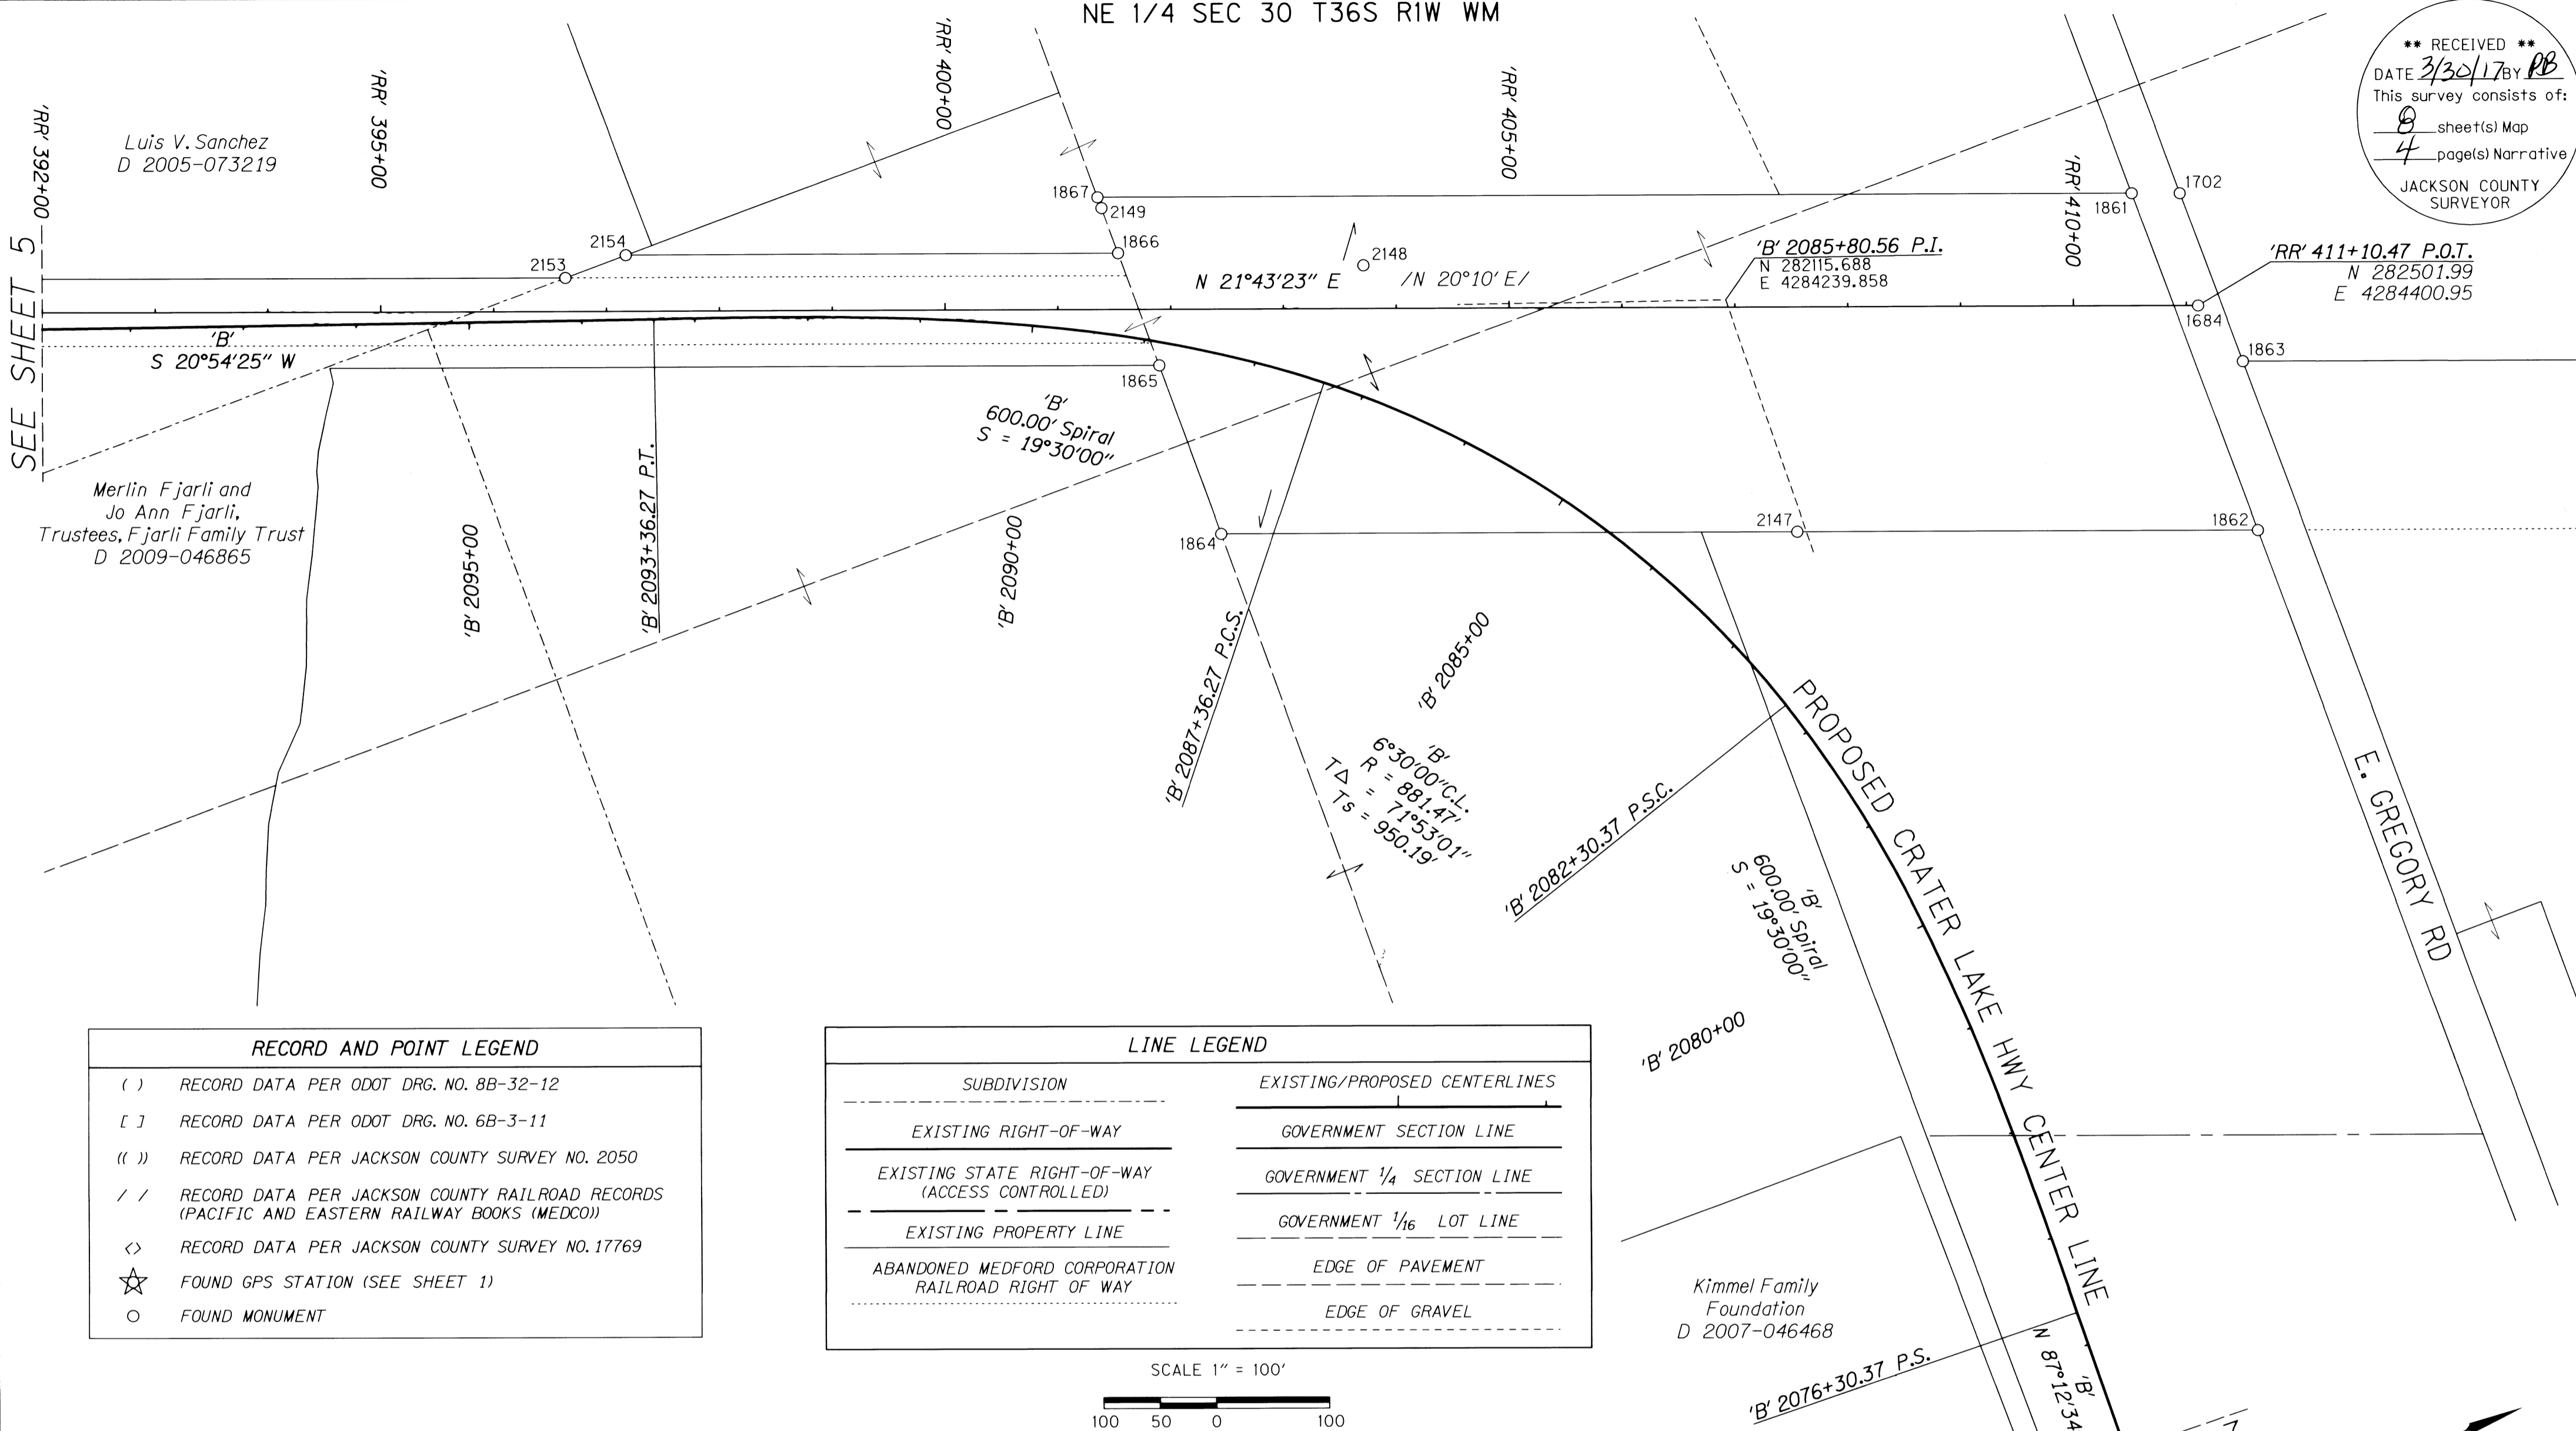 NE 1/4 SEC 30 T36S R1W WM
** RECEIVED **
DATE 3/30/17 BY PB
This survey consists of:
8 sheet(s) Map
4 page(s) Narrative
JACKSON COUNTY
SURVEYOR
SEE SHEET 5
'RR' 392+00
'RR' 395+00
'RR' 400+00
'RR' 405+00
'RR' 410+00
Luis V. Sanchez
D 2005-073219
2153
2154
1867
2149
1866
2148
1861
1702
N 21°43'23" E
/N 20°10' E/
'B' 2085+80.56 P.I.
N 282115.688
E 4284239.858
'RR' 411+10.47 P.O.T.
N 282501.99
E 4284400.95
1684
1863
'B'
S 20°54'25" W
1865
'B'
600.00' Spiral
S = 19°30'00"
Merlin Fjarli and
Jo Ann Fjarli,
Trustees, Fjarli Family Trust
D 2009-046865
'B' 2095+00
'B' 2093+36.27 P.T.
'B' 2090+00
1864
2147
1862
'B' 2087+36.27 P.C.S.
'B' 2085+00
'B'
6°30'00" C.L.
R = 881.47'
T△ = 71°53'01"
Ts = 950.19'
'B' 2082+30.37 P.S.C.
'B'
600.00' Spiral
S = 19°30'00"
PROPOSED CRATER LAKE HWY CENTER LINE
E. GREGORY RD
'B' 2080+00
Kimmel Family
Foundation
D 2007-046468
'B' 2076+30.37 P.S.
'B'
N 87°12'34
RECORD AND POINT LEGEND
( ) RECORD DATA PER ODOT DRG. NO. 8B-32-12
[ ] RECORD DATA PER ODOT DRG. NO. 6B-3-11
(( )) RECORD DATA PER JACKSON COUNTY SURVEY NO. 2050
/ / RECORD DATA PER JACKSON COUNTY RAILROAD RECORDS
(PACIFIC AND EASTERN RAILWAY BOOKS (MEDCO))
<> RECORD DATA PER JACKSON COUNTY SURVEY NO. 17769
FOUND GPS STATION (SEE SHEET 1)
FOUND MONUMENT
LINE LEGEND
SUBDIVISION
EXISTING RIGHT-OF-WAY
EXISTING STATE RIGHT-OF-WAY
(ACCESS CONTROLLED)
EXISTING PROPERTY LINE
ABANDONED MEDFORD CORPORATION
RAILROAD RIGHT OF WAY
EXISTING/PROPOSED CENTERLINES
GOVERNMENT SECTION LINE
GOVERNMENT 1/4 SECTION LINE
GOVERNMENT 1/16 LOT LINE
EDGE OF PAVEMENT
EDGE OF GRAVEL
SCALE 1" = 100'
100 50 0 100